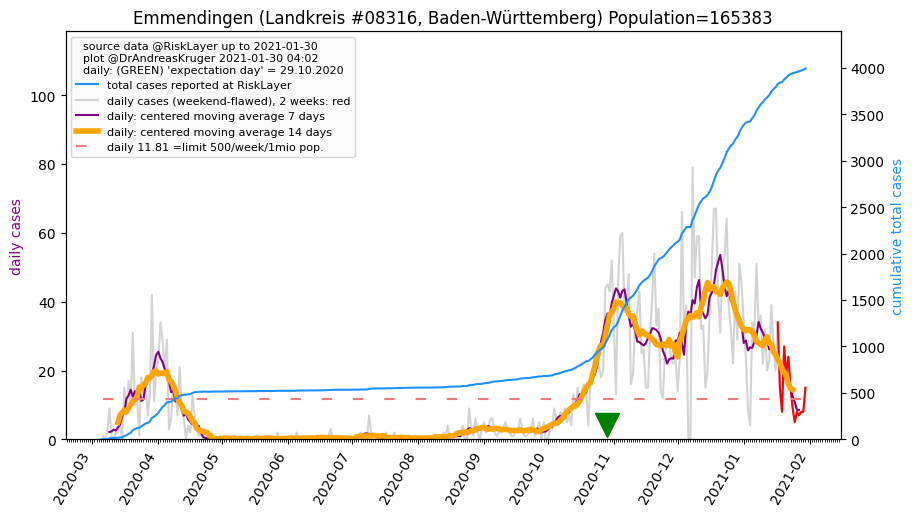 Emmendingen (Landkreis #08316, Baden-Württemberg) Population=165383
source data @RiskLayer up to 2021-01-30
plot @DrAndreasKruger 2021-01-30 04:02
daily: (GREEN) 'expectation day' = 29.10.2020
total cases reported at RiskLayer
daily cases (weekend-flawed), 2 weeks: red
daily: centered moving average 7 days
daily: centered moving average 14 days
daily 11.81 =limit 500/week/1mio pop.
daily cases
0
20
40
60
80
100
cumulative total cases
0
500
1000
1500
2000
2500
3000
3500
4000
2020-03
2020-04
2020-05
2020-06
2020-07
2020-08
2020-09
2020-10
2020-11
2020-12
2021-01
2021-02